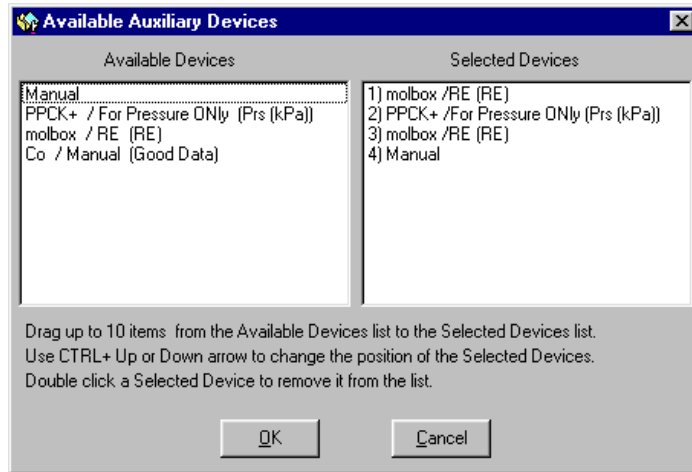 Available Auxiliary Devices
Available Devices
Selected Devices
Manual
PPCK+ / For Pressure ONly (Prs (kPa))
molbox / RE (RE)
Co / Manual (Good Data)
1) molbox /RE (RE)
2) PPCK+ /For Pressure ONly (Prs (kPa))
3) molbox /RE (RE)
4) Manual
Drag up to 10 items from the Available Devices list to the Selected Devices list.
Use CTRL+ Up or Down arrow to change the position of the Selected Devices.
Double click a Selected Device to remove it from the list.
OK
Cancel